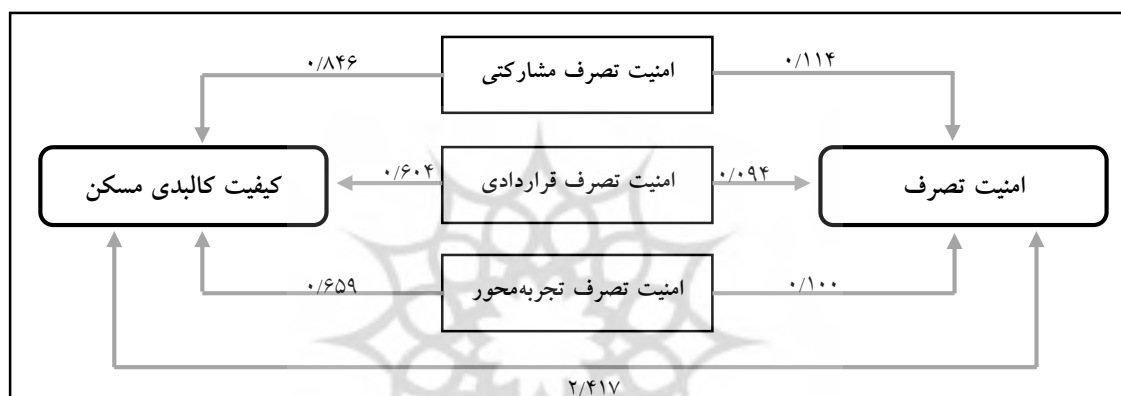 امنیت تصرف مشارکتی
۰/۱۱۴
۰/۸۴۶
امنیت تصرف
امنیت تصرف قراردادی
۰/۰۹۴
۰/۶۰۴
کیفیت کالبدی مسکن
امنیت تصرف تجربه‌محور
۰/۱۰۰
۰/۶۵۹
۲/۴۱۷